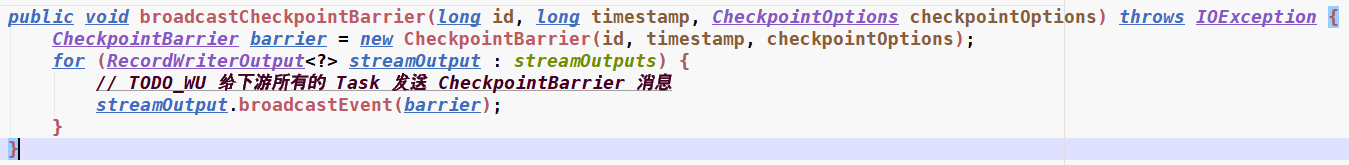 public void broadcastCheckpointBarrier(long id, long timestamp, CheckpointOptions checkpointOptions) throws IOException {
    CheckpointBarrier barrier = new CheckpointBarrier(id, timestamp, checkpointOptions);
    for (RecordWriterOutput<?> streamOutput : streamOutputs) {
        // TODO_WU 给下游所有的 Task 发送 CheckpointBarrier 消息
        streamOutput.broadcastEvent(barrier);
    }
}